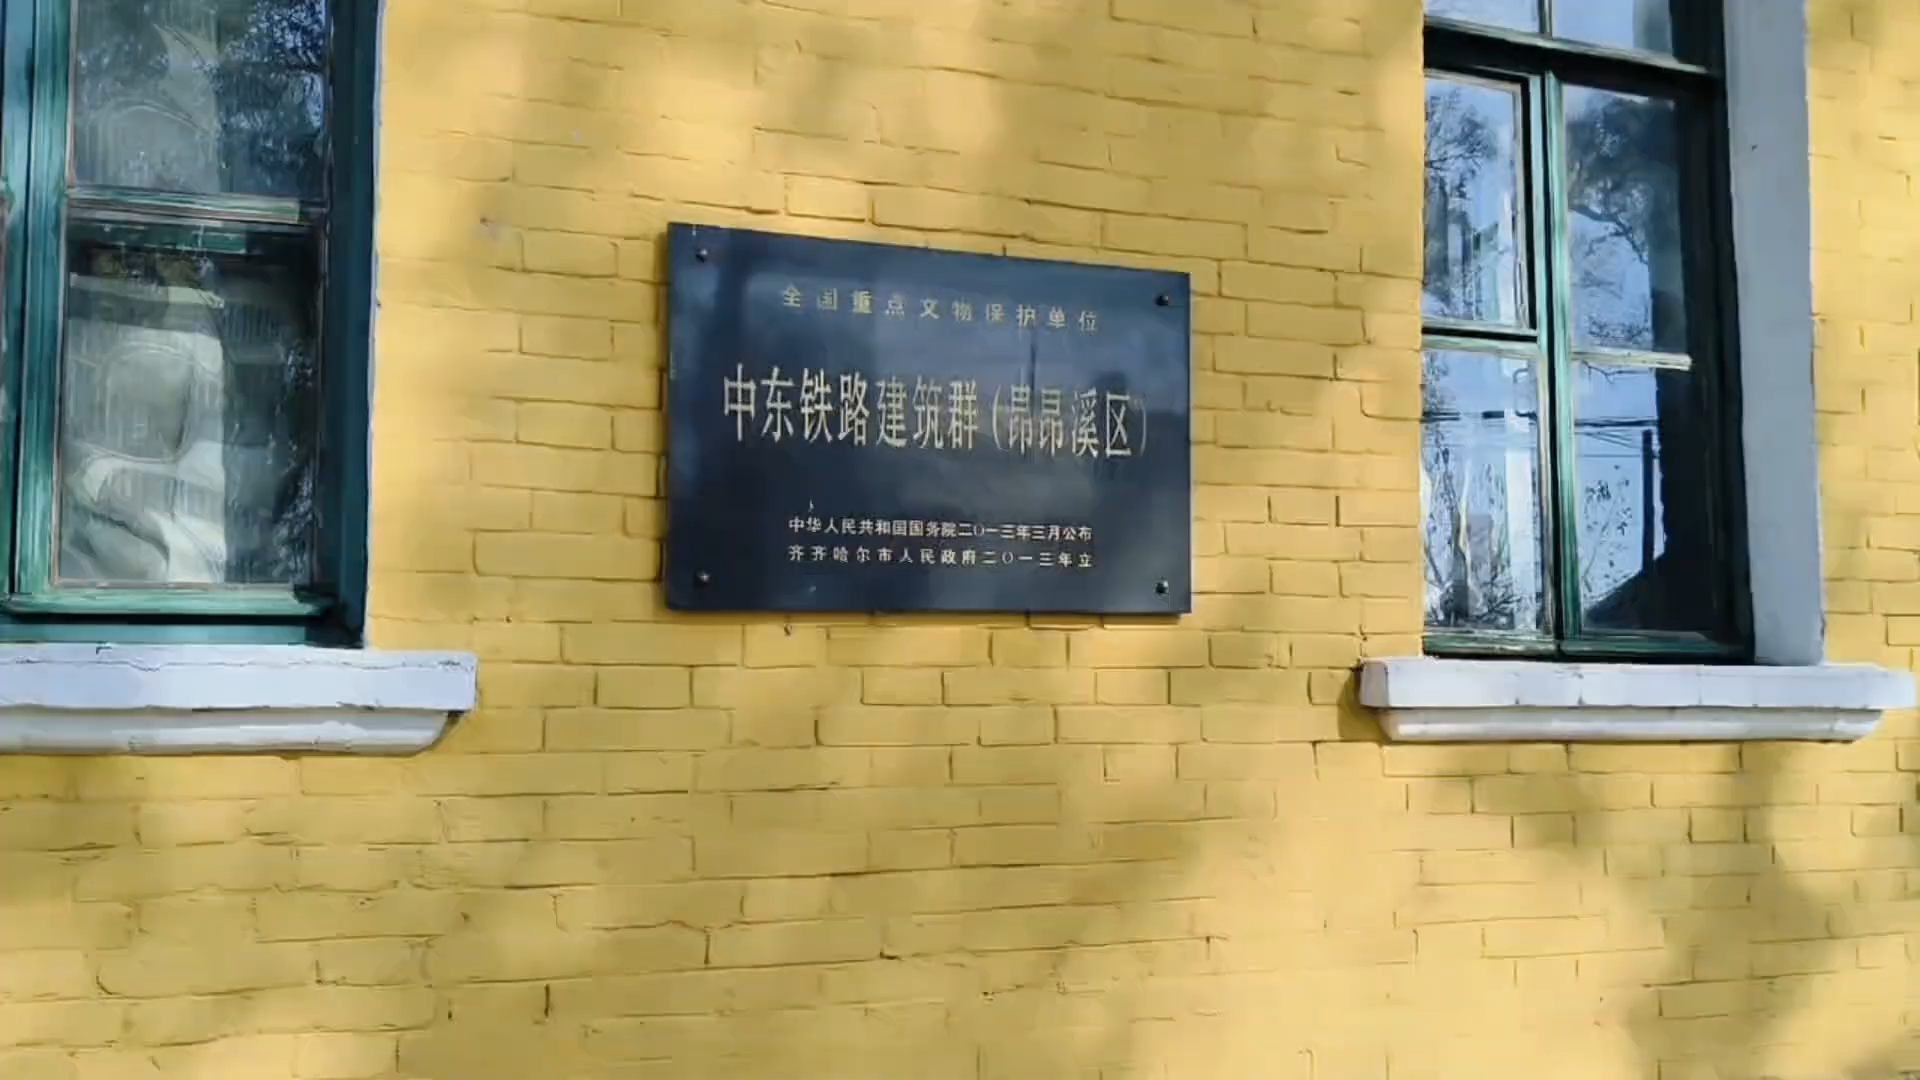 全国重点文物保护单位
中东铁路建筑群(昂昂溪区)
中华人民共和国国务院二〇一三年三月公布
齐齐哈尔市人民政府二〇一三年立